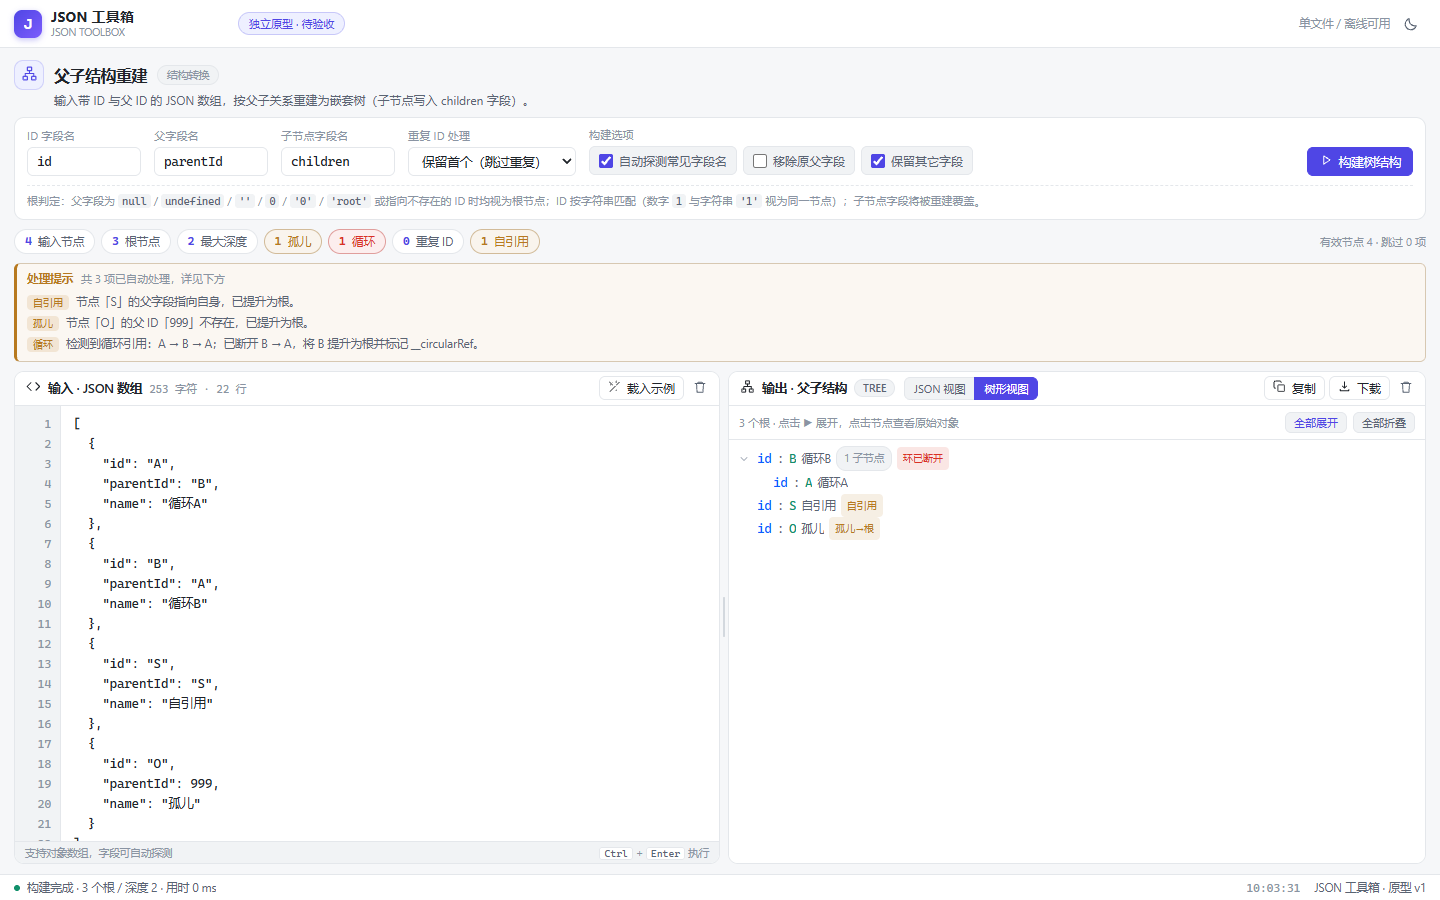 J
JSON 工具箱
JSON TOOLBOX
独立原型 · 待验收
单文件 / 离线可用
父子结构重建
结构转换
输入带 ID 与父 ID 的 JSON 数组，按父子关系重建为嵌套树（子节点写入 children 字段）。
ID 字段名
父字段名
子节点字段名
重复 ID 处理
构建选项
id
parentId
children
保留首个（跳过重复）
自动探测常见字段名
移除原父字段
保留其它字段
构建树结构
根判定：父字段为 null / undefined / '' / 0 / '0' / 'root' 或指向不存在的 ID 时均视为根节点；ID 按字符串匹配（数字 1 与字符串 '1' 视为同一节点）；子节点字段将被重建覆盖。
4 输入节点
3 根节点
2 最大深度
1 孤儿
1 循环
0 重复 ID
1 自引用
有效节点 4 · 跳过 0 项
处理提示 共 3 项已自动处理，详见下方
自引用 节点「S」的父字段指向自身，已提升为根。
孤儿 节点「O」的父 ID「999」不存在，已提升为根。
循环 检测到循环引用：A → B → A；已断开 B → A，将 B 提升为根并标记 __circularRef。
输入 · JSON 数组 253 字符 · 22 行
载入示例
1 [
2 {
3 "id": "A",
4 "parentId": "B",
5 "name": "循环A"
6 },
7 {
8 "id": "B",
9 "parentId": "A",
10 "name": "循环B"
11 },
12 {
13 "id": "S",
14 "parentId": "S",
15 "name": "自引用"
16 },
17 {
18 "id": "O",
19 "parentId": 999,
20 "name": "孤儿"
21 }
支持对象数组，字段可自动探测
Ctrl + Enter 执行
输出 · 父子结构
TREE
JSON 视图
树形视图
复制
下载
3 个根 · 点击 ▶ 展开，点击节点查看原始对象
全部展开
全部折叠
id : B 循环B 1 子节点 环已断开
id : A 循环A
id : S 自引用 自引用
id : O 孤儿 孤儿→根
构建完成 · 3 个根 / 深度 2 · 用时 0 ms
10:03:31
JSON 工具箱 · 原型 v1